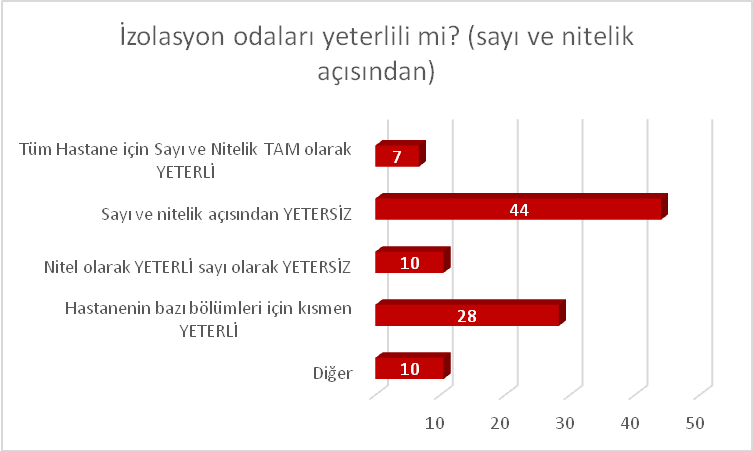 İzolasyon odaları yeterlili mi? (sayı ve nitelik
açısından)
Tüm Hastane için Sayı ve Nitelik TAM olarak
YETERLİ
7
Sayı ve nitelik açısından YETERSİZ
44
Nitel olarak YETERLİ sayı olarak YETERSİZ
10
Hastanenin bazı bölümleri için kısmen
YETERLİ
28
Diğer
10
10 20 30 40 50